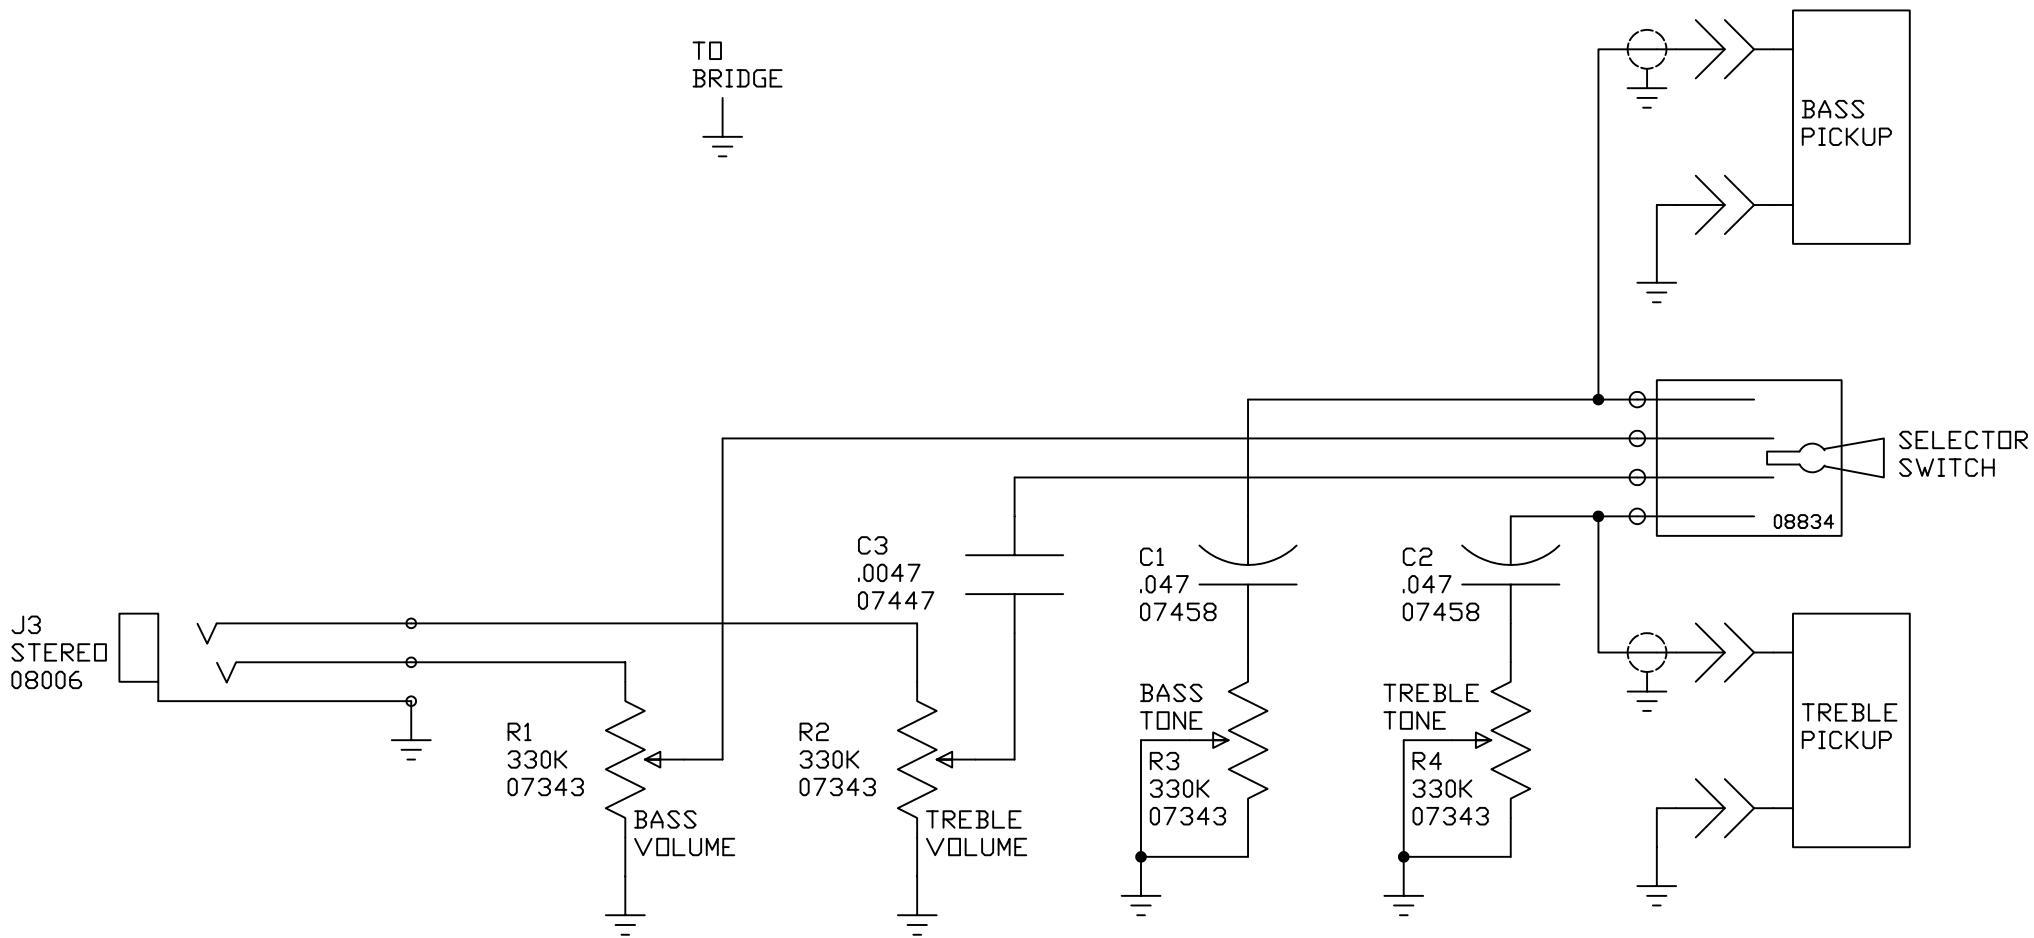 TO
BRIDGE
BASS
PICKUP
SELECTOR
SWITCH
08834
C3
.0047
07447
C1
.047
07458
C2
.047
07458
J3
STEREO
08006
R1
330K
07343
BASS
VOLUME
R2
330K
07343
TREBLE
VOLUME
BASS
TONE
R3
330K
07343
TREBLE
TONE
R4
330K
07343
TREBLE
PICKUP